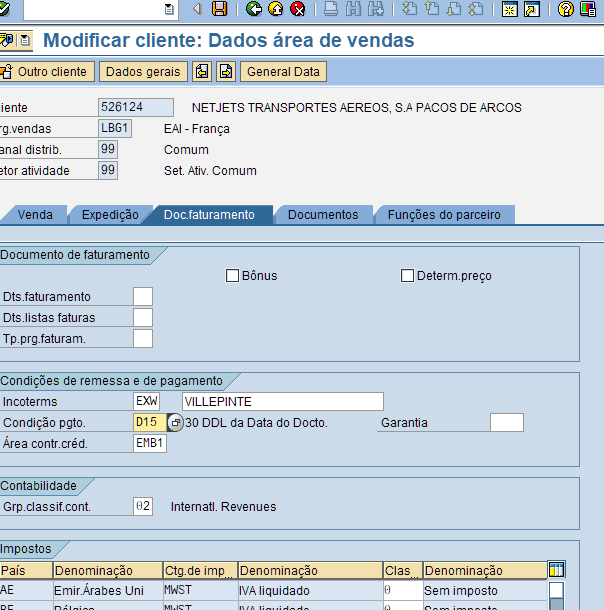 Modificar cliente: Dados área de vendas
Outro cliente Dados gerais General Data
iente 526124 NETJETS TRANSPORTES AEREOS, S.A PACOS DE ARCOS
rg.vendas LBG1 EAI - França
anal distrib. 99 Comum
etor atividade 99 Set. Ativ. Comum
Venda Expedição Doc.faturamento Documentos Funções do parceiro
Documento de faturamento
Bônus Determ.preço
Dts.faturamento
Dts.listas faturas
Tp.prg.faturam.
Condições de remessa e de pagamento
Incoterms EXW VILLEPINTE
Condição pgto. D15 30 DDL da Data do Docto. Garantia
Área contr.créd. EMB1
Contabilidade
Grp.classif.cont. 02 Internatl. Revenues
Impostos
País Denominação Ctg.de imp... Denominação Clas... Denominação
AE Emir.Árabes Uni MWST IVA liquidado 0 Sem imposto
BE Bélgica MWST IVA liquidado 0 Sem imposto